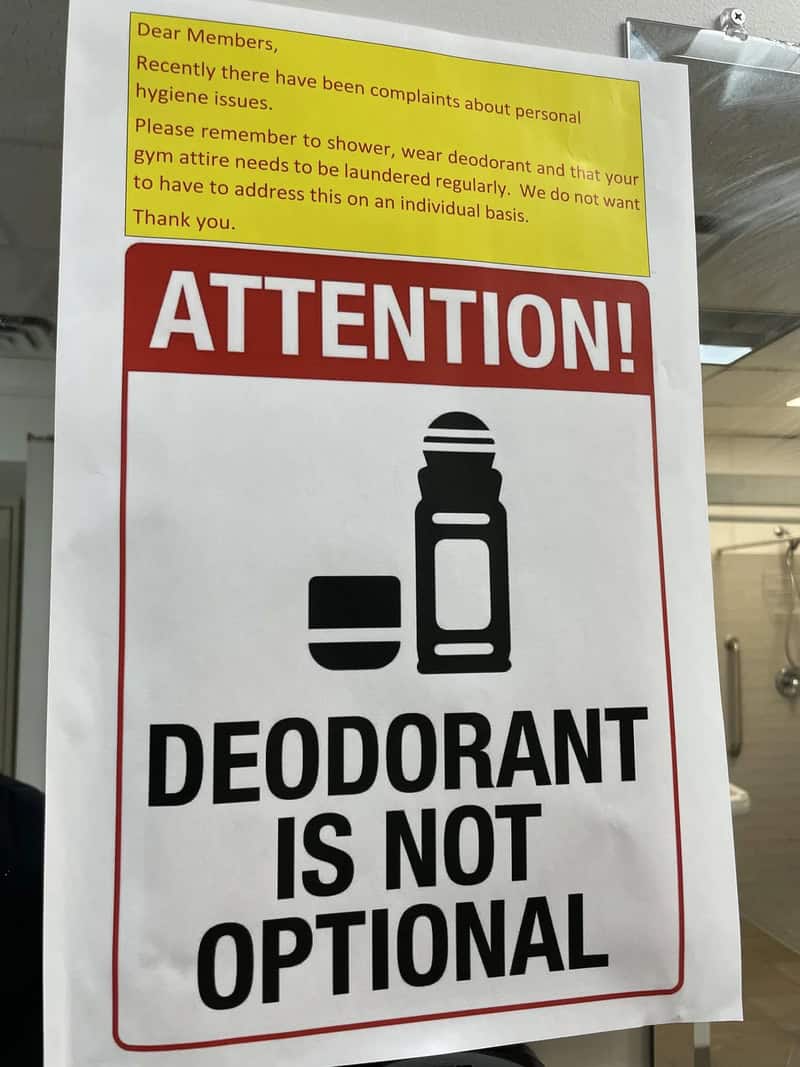 Dear Members,
Recently there have been complaints about personal
hygiene issues.
Please remember to shower, wear deodorant and that your
gym attire needs to be laundered regularly.  We do not want
to have to address this on an individual basis.
Thank you.
ATTENTION!
DEODORANT
IS NOT
OPTIONAL